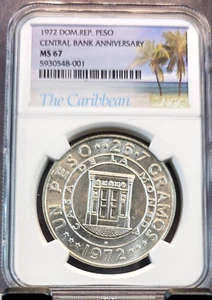 1972 DOM.REP. PESO
CENTRAL BANK ANNIVERSARY
MS 67
5930548-001
The Caribbean
NGC
UN PESO ★ 26.7 GRAMOS
CASA DE LA MONEDA
★ ★ ★ 1972 ★ ★ ★